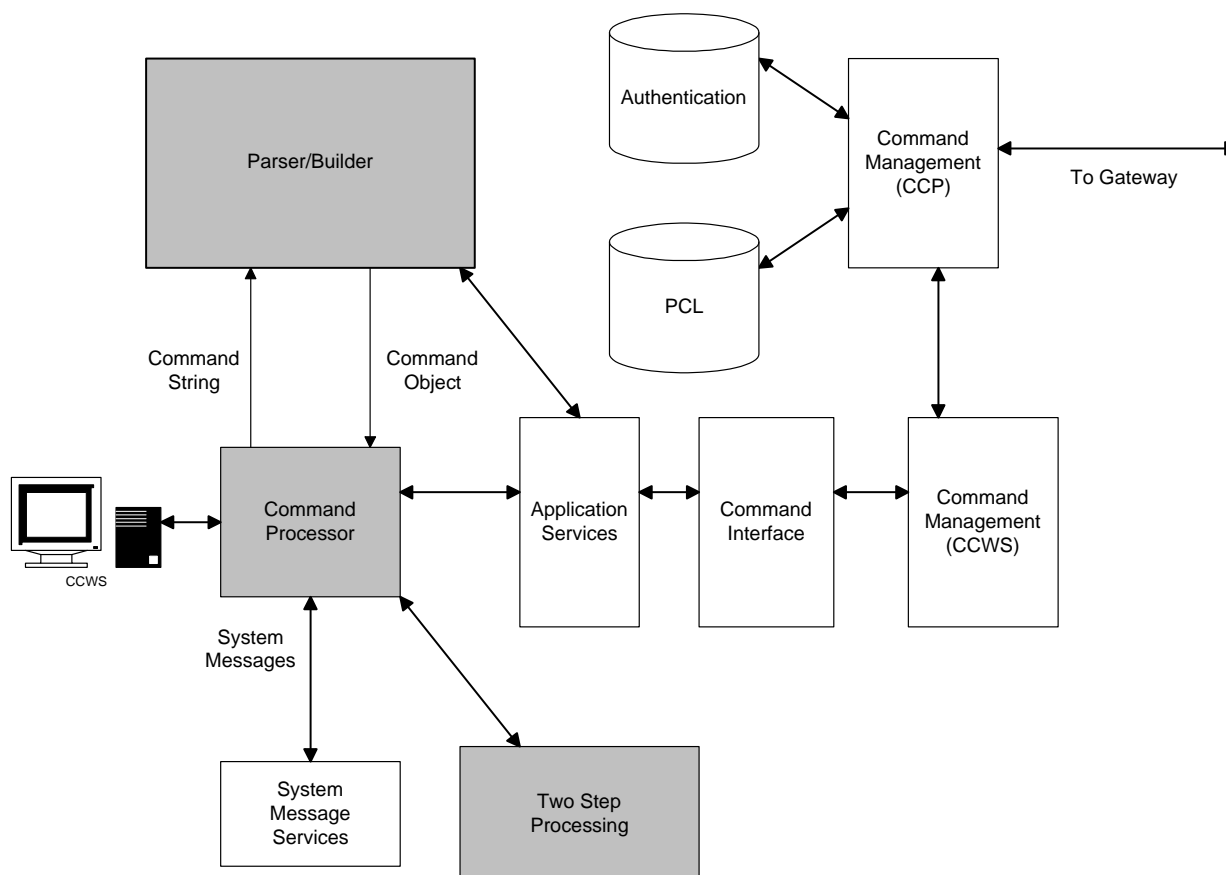 Authentication
Parser/Builder
Command
Management
(CCP)
To Gateway
PCL
Command
String
Command
Object
Command
Processor
Application
Services
Command
Interface
Command
Management
(CCWS)
CCWS
System
Messages
System
Message
Services
Two Step
Processing